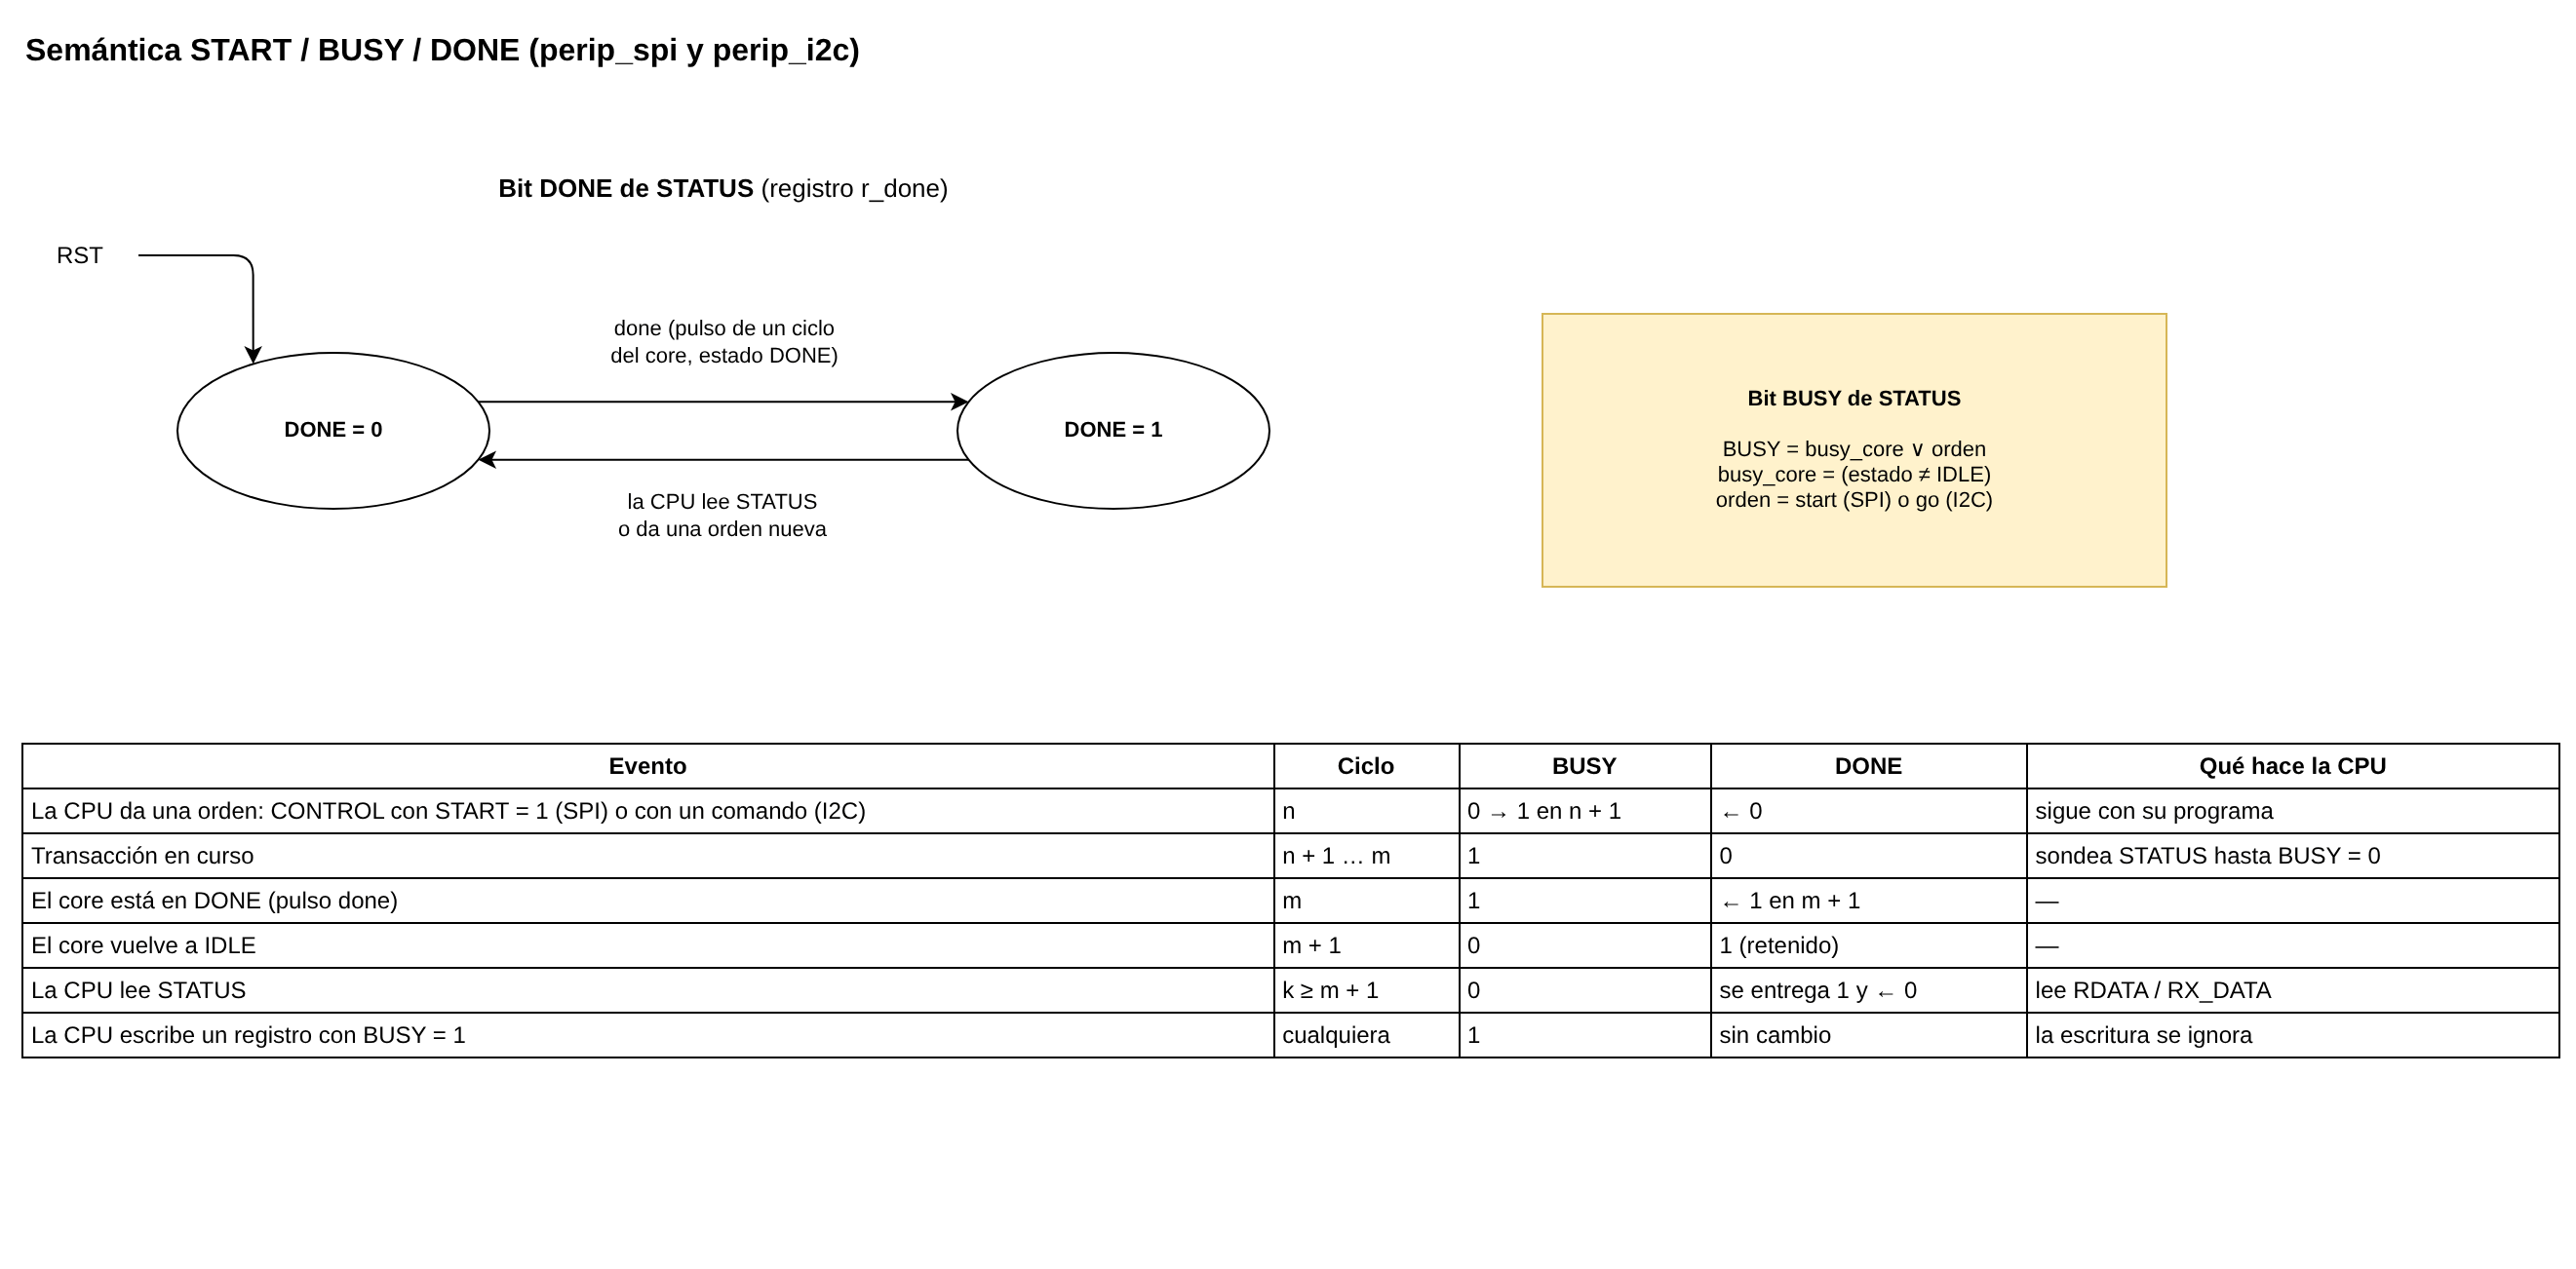 Semántica START / BUSY / DONE (perip_spi y perip_i2c)
Bit DONE de STATUS (registro r_done)
RST
done (pulso de un ciclo
del core, estado DONE)
DONE = 0
DONE = 1
la CPU lee STATUS
o da una orden nueva
Bit BUSY de STATUS
BUSY = busy_core ∨ orden
busy_core = (estado ≠ IDLE)
orden = start (SPI) o go (I2C)
Evento Ciclo BUSY DONE Qué hace la CPU
La CPU da una orden: CONTROL con START = 1 (SPI) o con un comando (I2C) n 0 → 1 en n + 1 ← 0 sigue con su programa
Transacción en curso n + 1 … m 1 0 sondea STATUS hasta BUSY = 0
El core está en DONE (pulso done) m 1 ← 1 en m + 1 —
El core vuelve a IDLE m + 1 0 1 (retenido) —
La CPU lee STATUS k ≥ m + 1 0 se entrega 1 y ← 0 lee RDATA / RX_DATA
La CPU escribe un registro con BUSY = 1 cualquiera 1 sin cambio la escritura se ignora